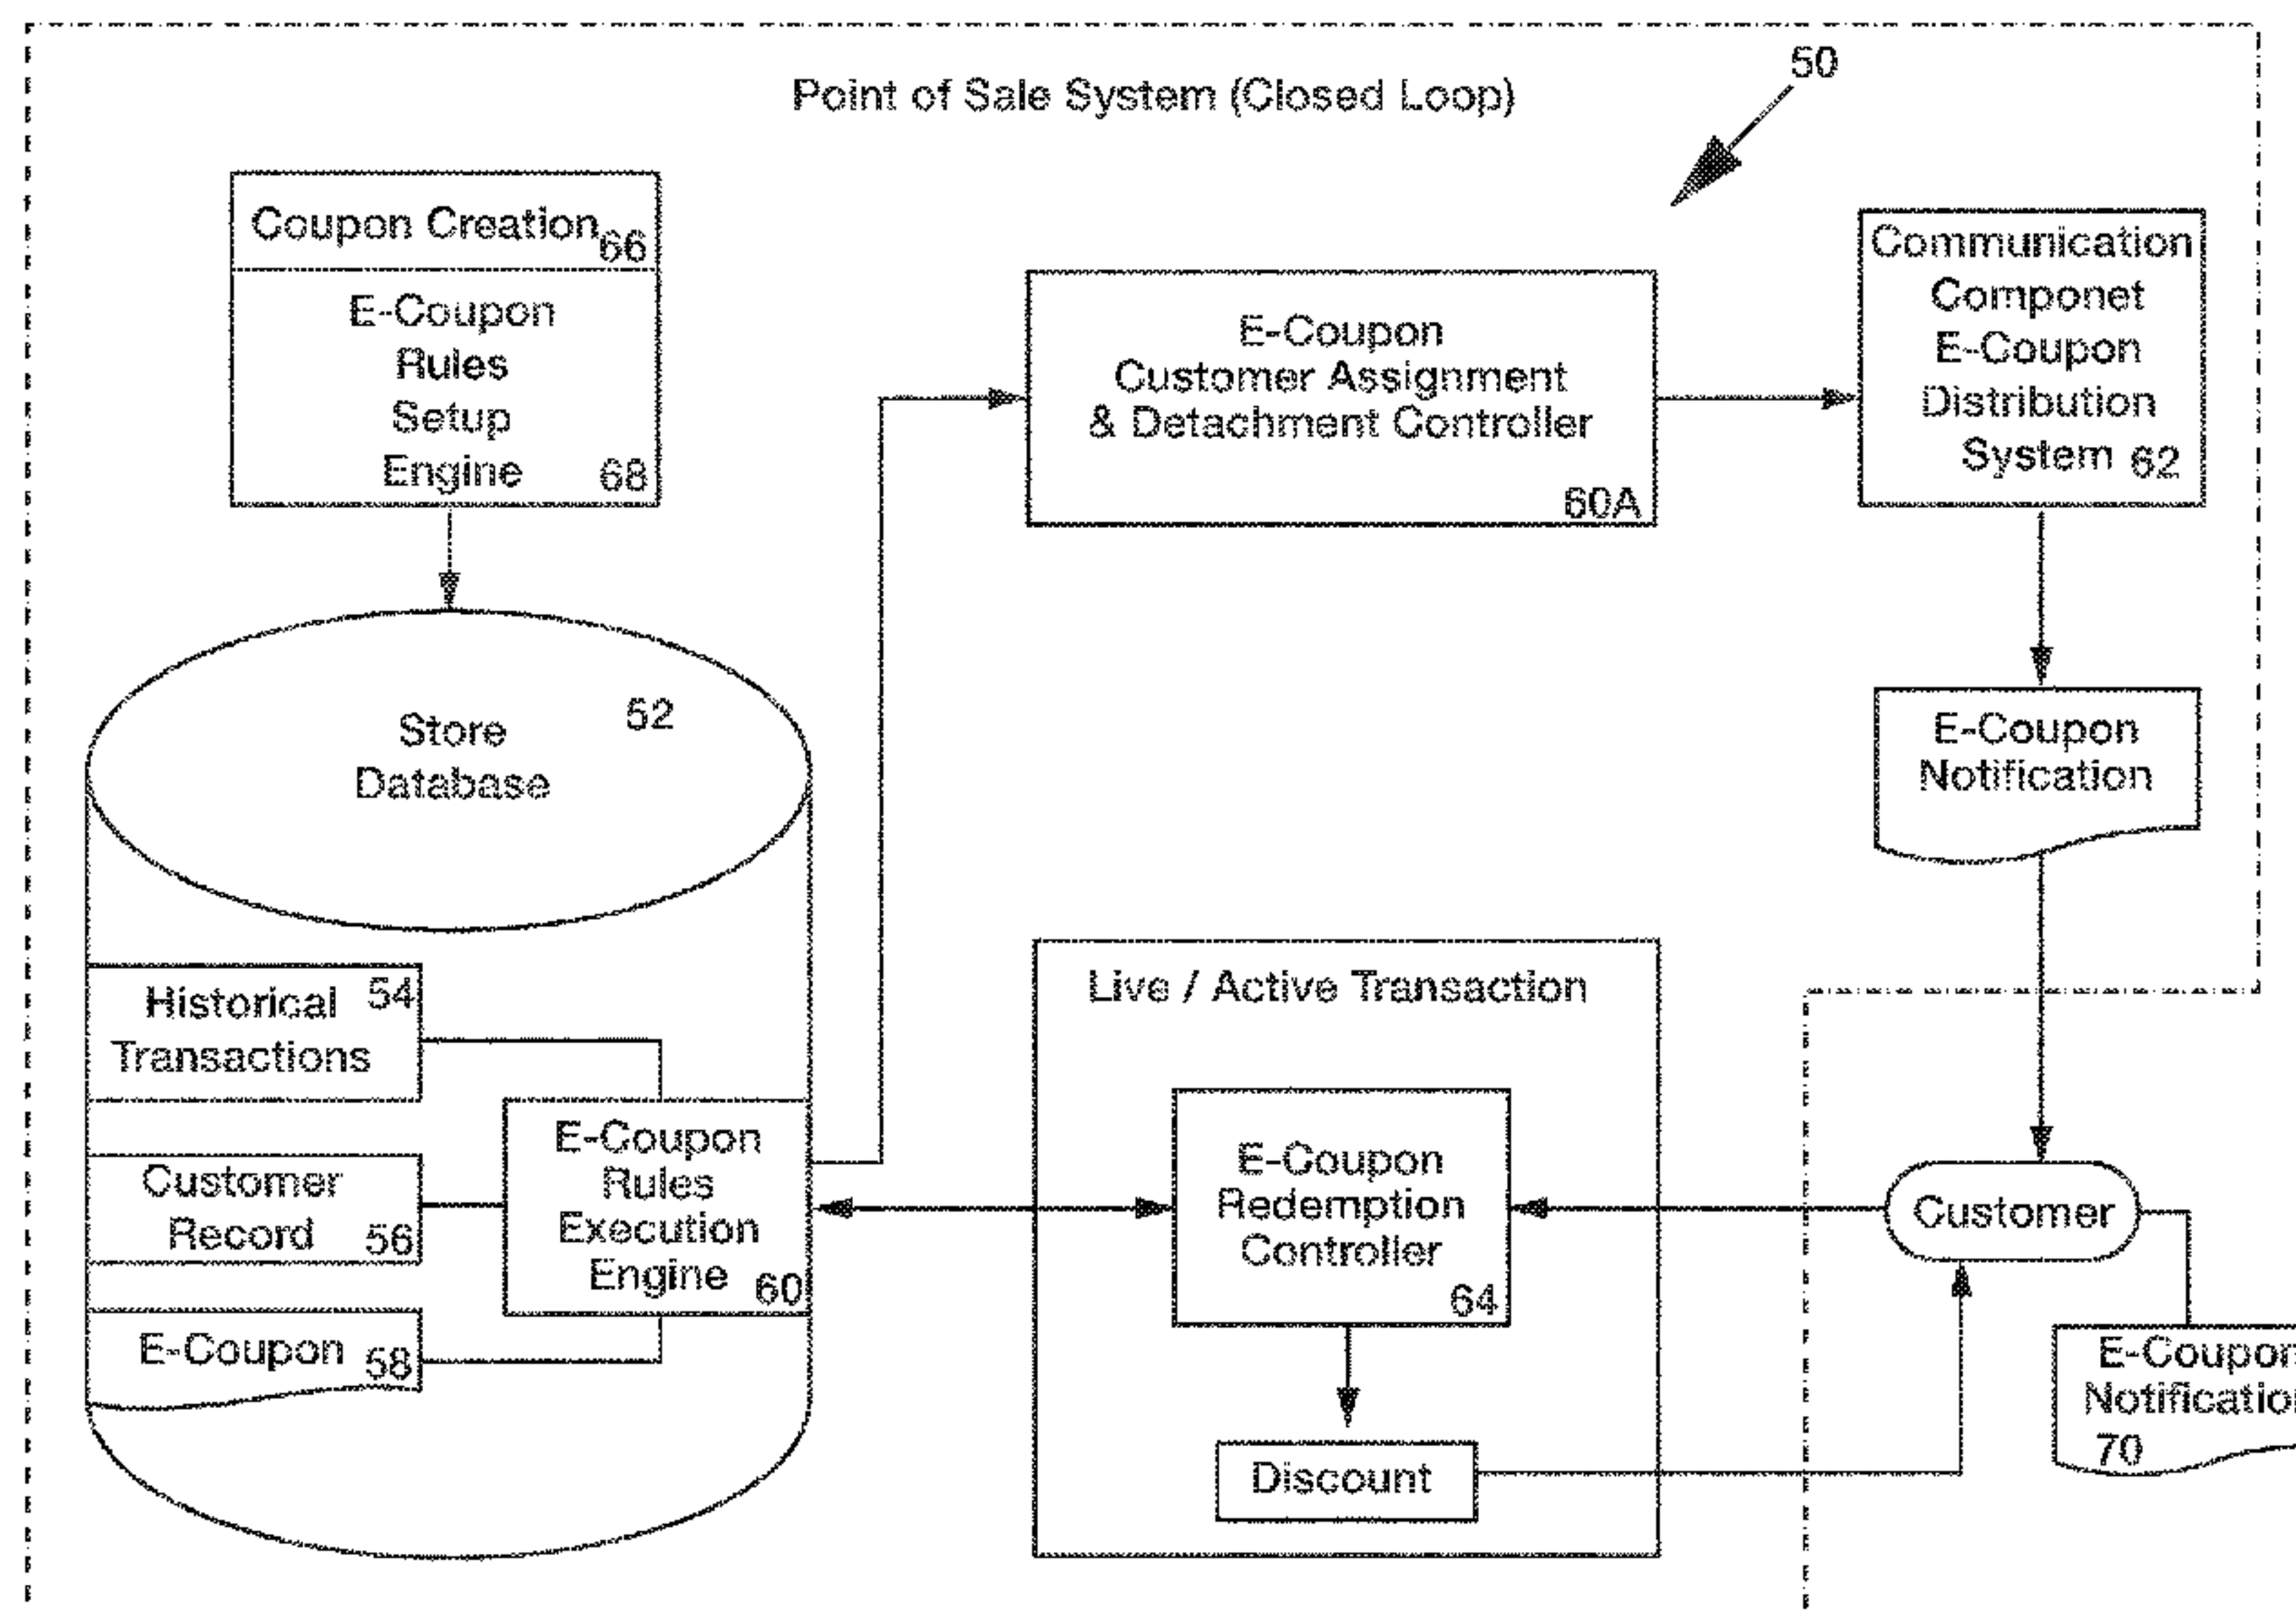 50
Point of Sale System (Closed Loop)
Coupon Creation 66
E-Coupon
Rules
Setup
Engine 68
E-Coupon
Customer Assignment
& Detachment Controller
60A
Communication
Componet
E-Coupon
Distribution
System 62
Store 52
Database
E-Coupon
Notification
Historical 54
Transactions
Customer
Record 56
E-Coupon 58
E-Coupon
Rules
Execution
Engine 60
Live / Active Transaction
E-Coupon
Redemption
Controller
64
Discount
Customer
E-Coupon
Notification
70